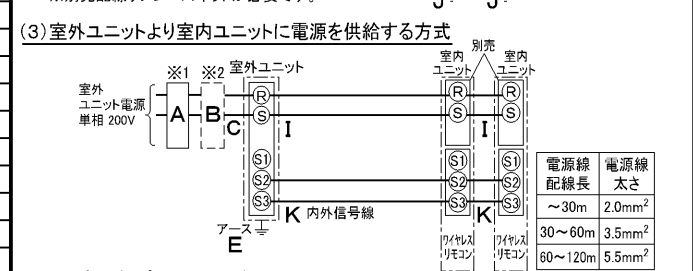 (3)室外ユニットより室内ユニットに電源を供給する方式
別売
※1 ※2 室外ユニット 室内ユニット 室内ユニット
室外
ユニット電源
単相 200V
A B C
R I R I R
S S S
S1 S1 S1
S2 S2 S2
S3 K 内外信号線 S3 K S3
アース
E
ワイヤレス
リモコン
ワイヤレス
リモコン
電源線配線長 電源線太さ
～30m 2.0mm²
30～60m 3.5mm²
60～120m 5.5mm²